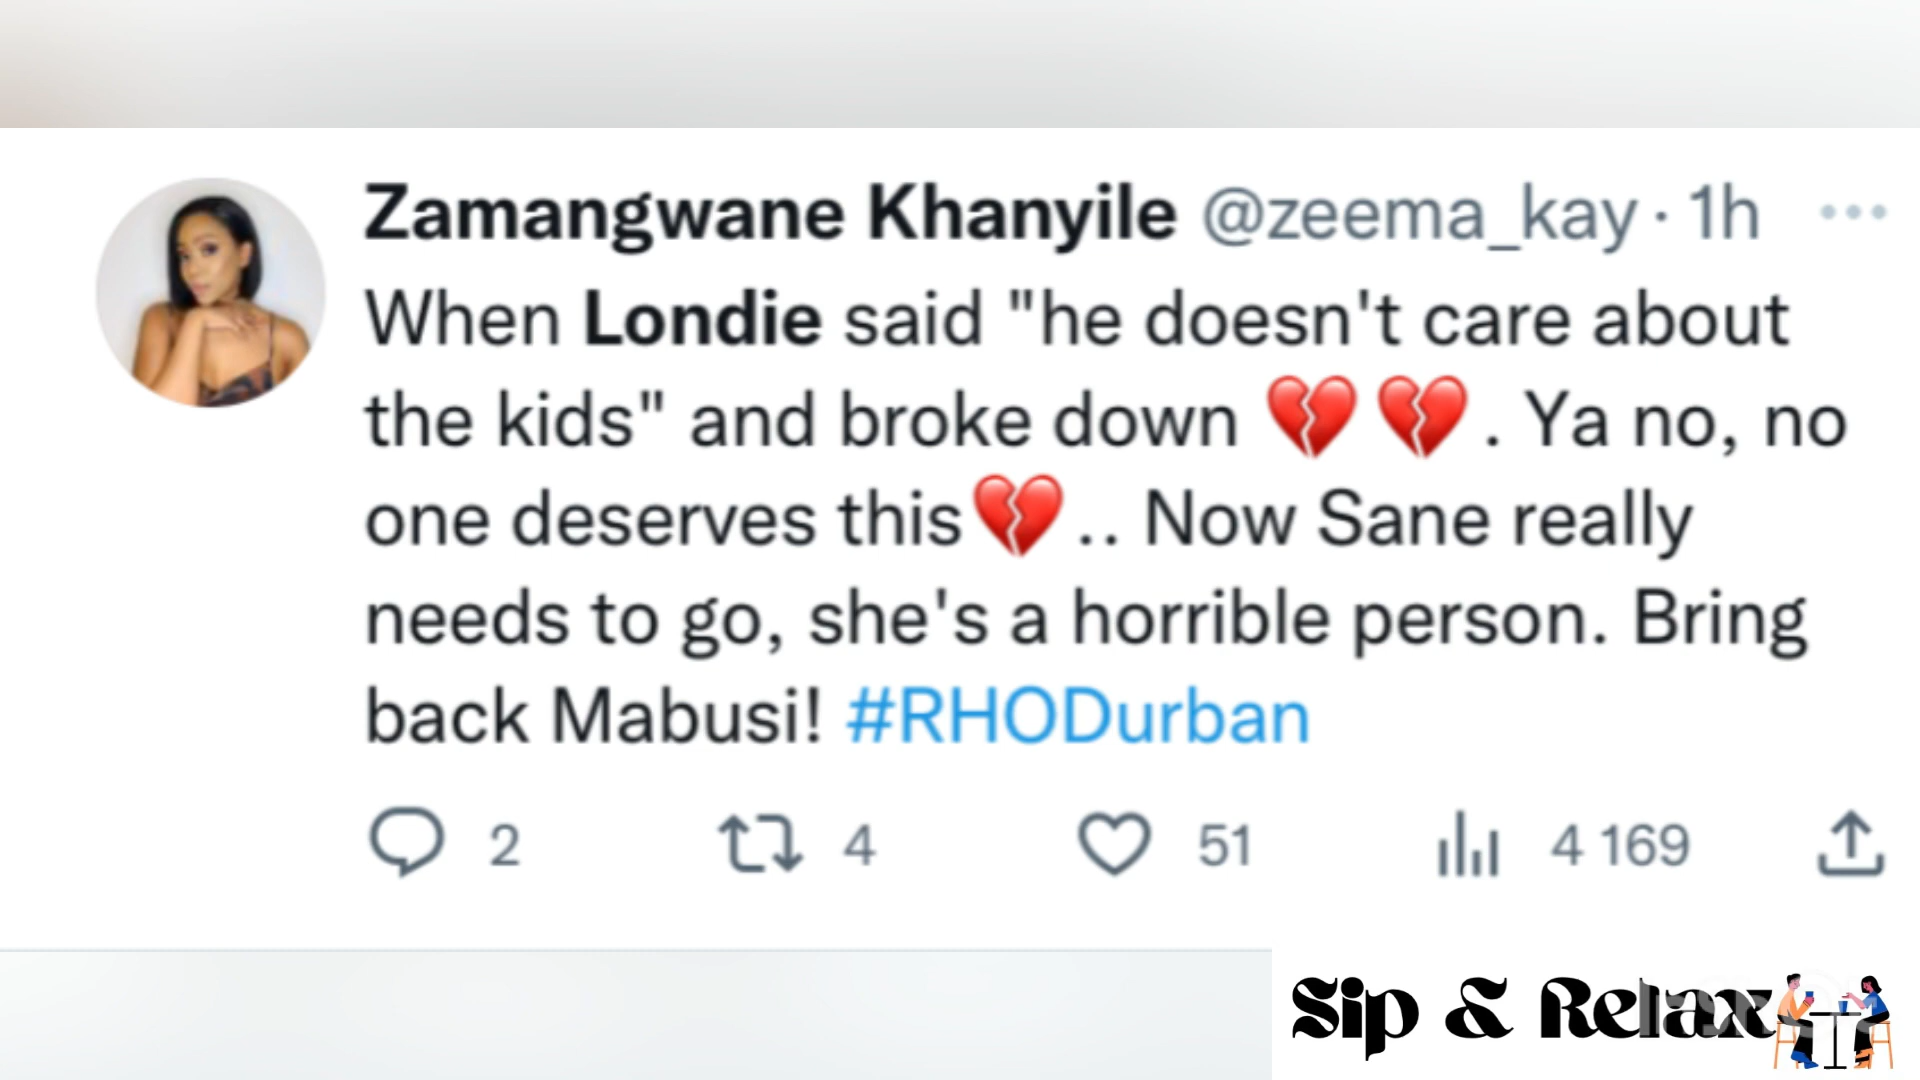 Zamangwane Khanyile @zeema_kay · 1h
When Londie said "he doesn't care about
the kids" and broke down 💔💔. Ya no, no
one deserves this💔.. Now Sane really
needs to go, she's a horrible person. Bring
back Mabusi! #RHODurban
2 4 51 4 169
Sip & Relax